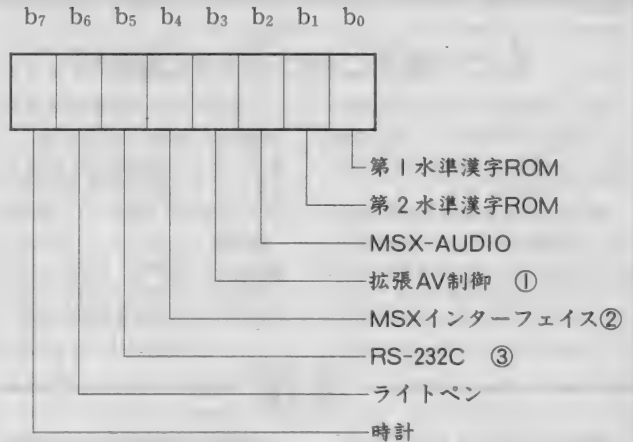 b₇ b₆ b₅ b₄ b₃ b₂ b₁ b₀
第1水準漢字ROM
第2水準漢字ROM
MSX-AUDIO
拡張AV制御 ①
MSXインターフェイス②
RS-232C ③
ライトペン
時計